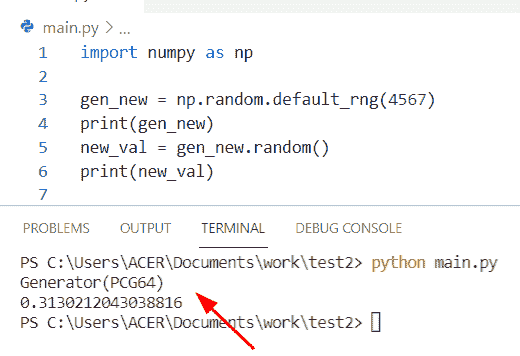 main.py > ...
1 import numpy as np
2
3 gen_new = np.random.default_rng(4567)
4 print(gen_new)
5 new_val = gen_new.random()
6 print(new_val)
7
PROBLEMS OUTPUT TERMINAL DEBUG CONSOLE
PS C:\Users\ACER\Documents\work\test2> python main.py
Generator(PCG64)
0.3130212043038816
PS C:\Users\ACER\Documents\work\test2>